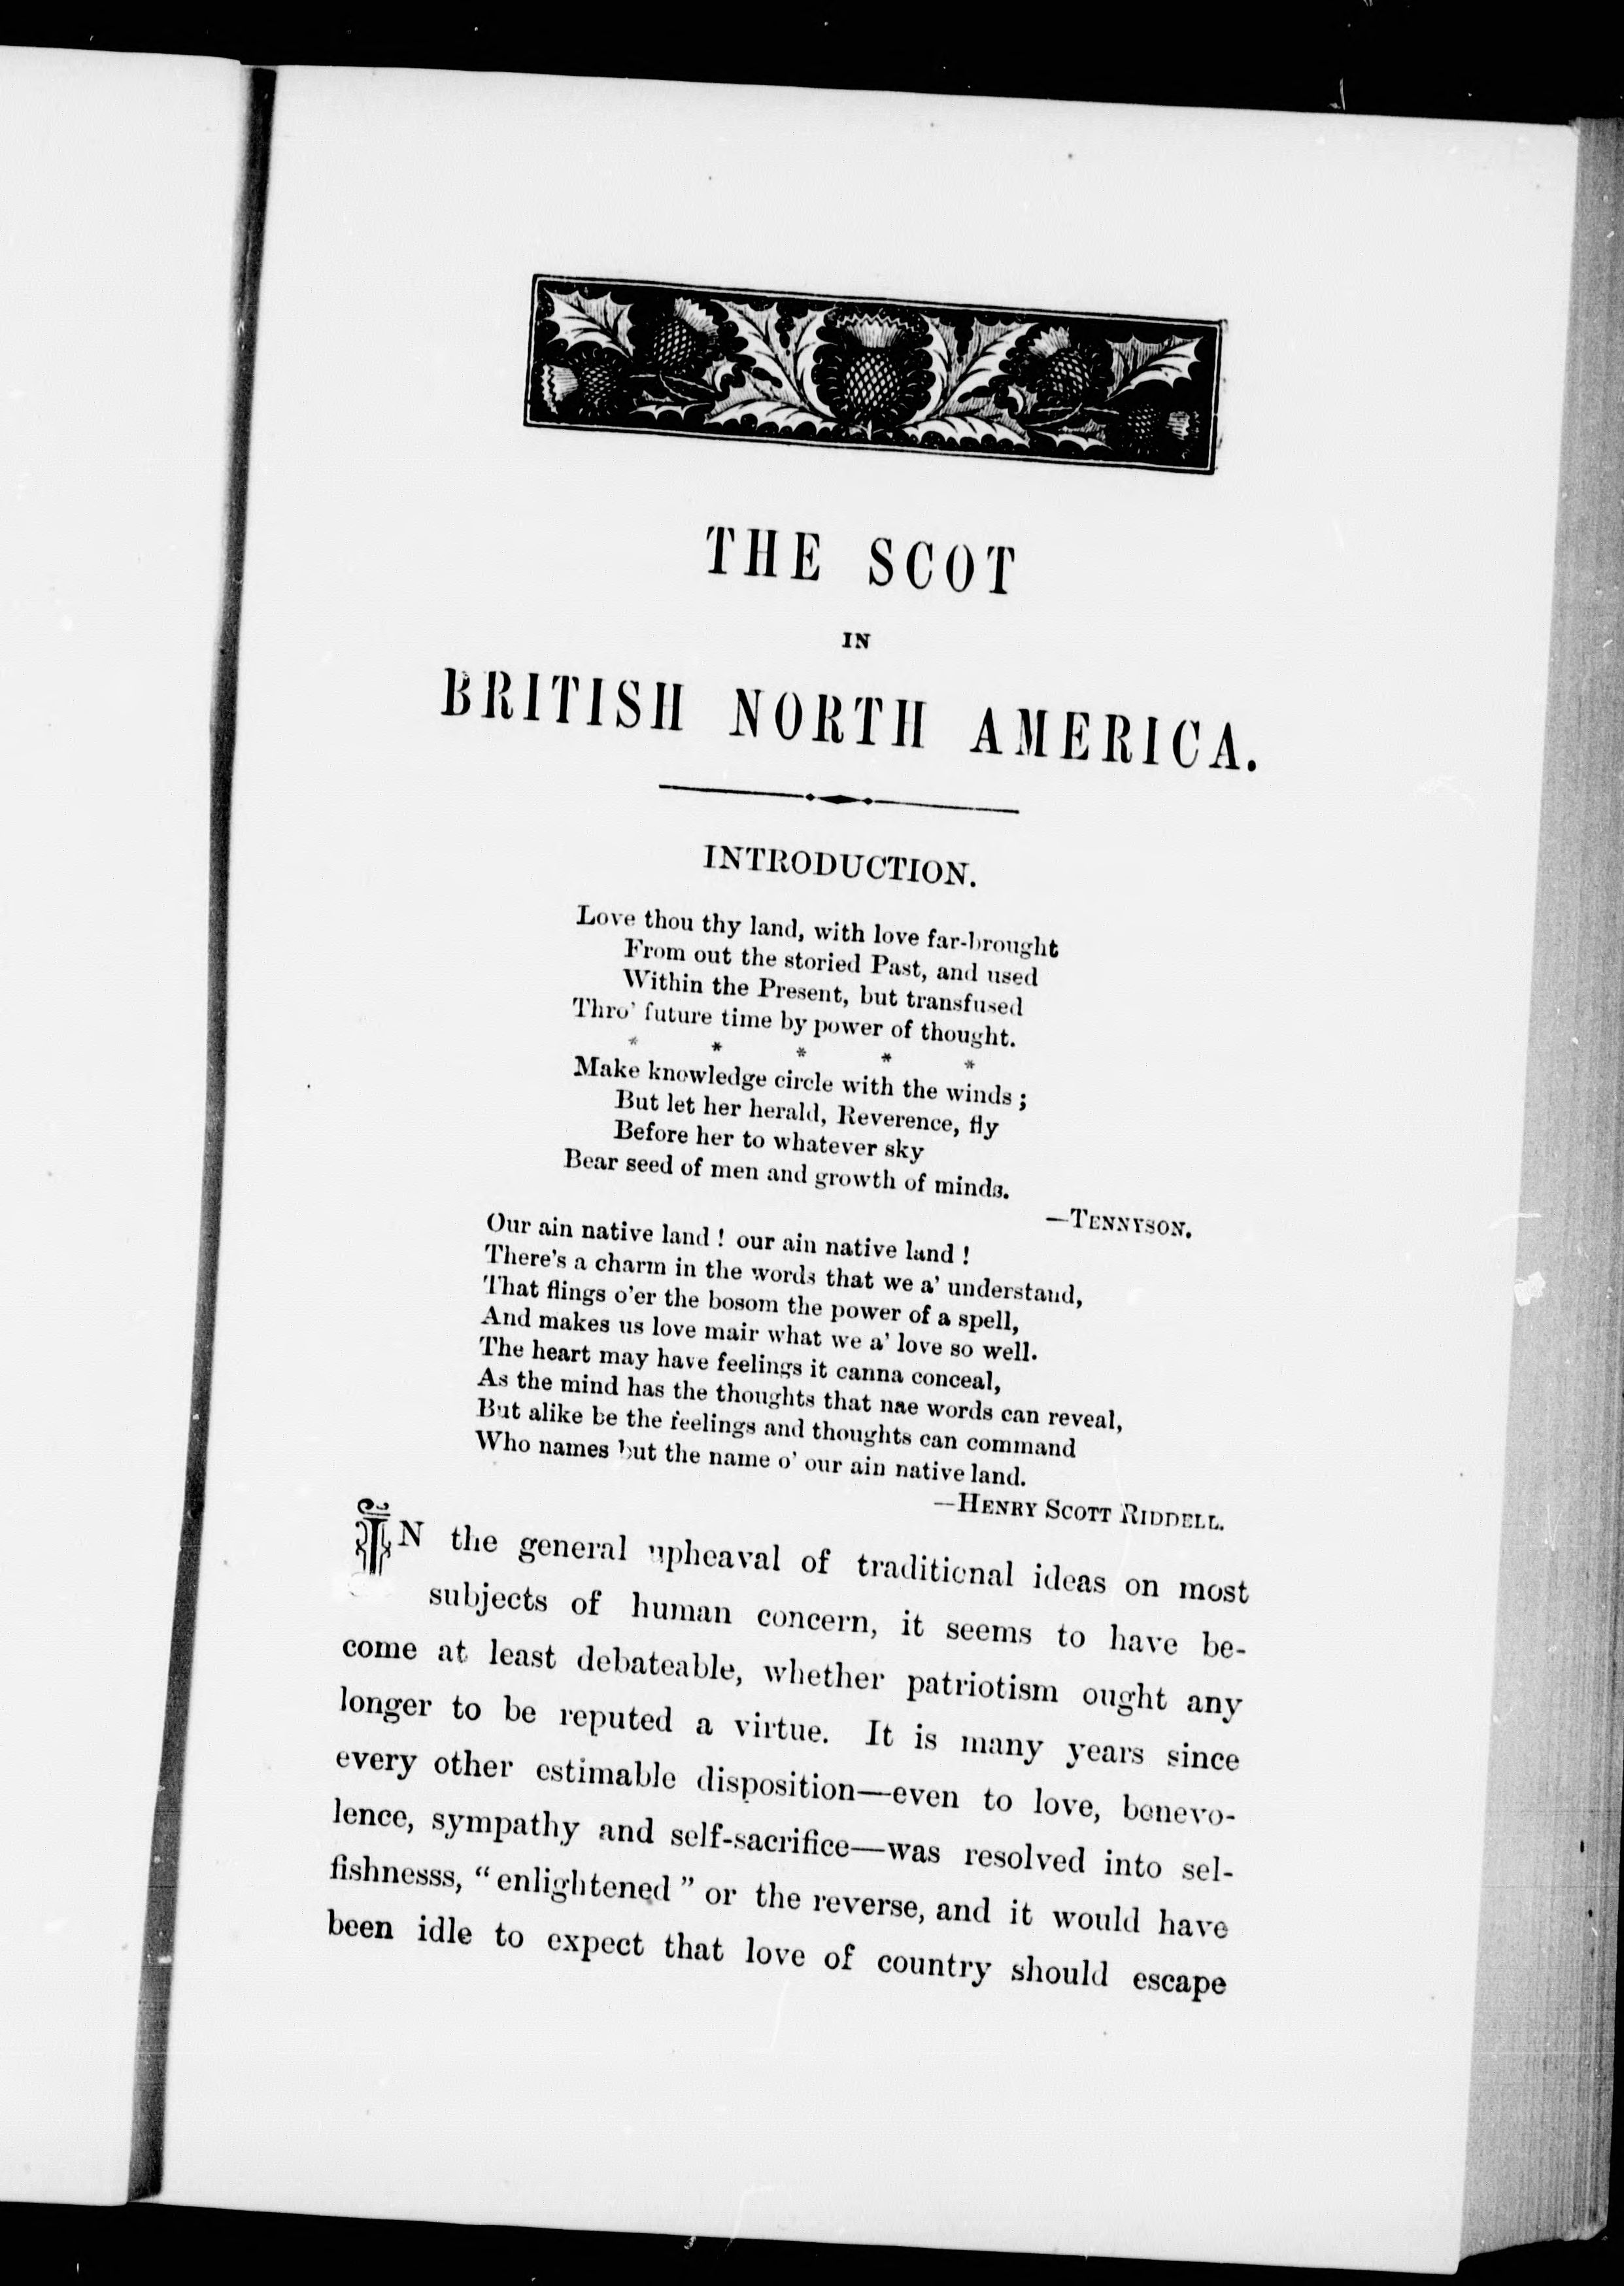 THE SCOT
IN
BRITISH NORTH AMERICA.
INTRODUCTION.
Love thou thy land, with love far-brought
From out the storied Past, and used
Within the Present, but transfused
Thro' future time by power of thought.
* * * * *
Make knowledge circle with the winds ;
But let her herald, Reverence, fly
Before her to whatever sky
Bear seed of men and growth of minds.
—TENNYSON.
Our ain native land ! our ain native land !
There's a charm in the words that we a' understand,
That flings o'er the bosom the power of a spell,
And makes us love mair what we a' love so well.
The heart may have feelings it canna conceal,
As the mind has the thoughts that nae words can reveal,
But alike be the feelings and thoughts can command
Who names but the name o' our ain native land.
—HENRY SCOTT RIDDELL.
IN the general upheaval of traditional ideas on most
subjects of human concern, it seems to have be-
come at least debateable, whether patriotism ought any
longer to be reputed a virtue. It is many years since
every other estimable disposition—even to love, benevo-
lence, sympathy and self-sacrifice—was resolved into sel-
fishnesss, "enlightened" or the reverse, and it would have
been idle to expect that love of country should escape